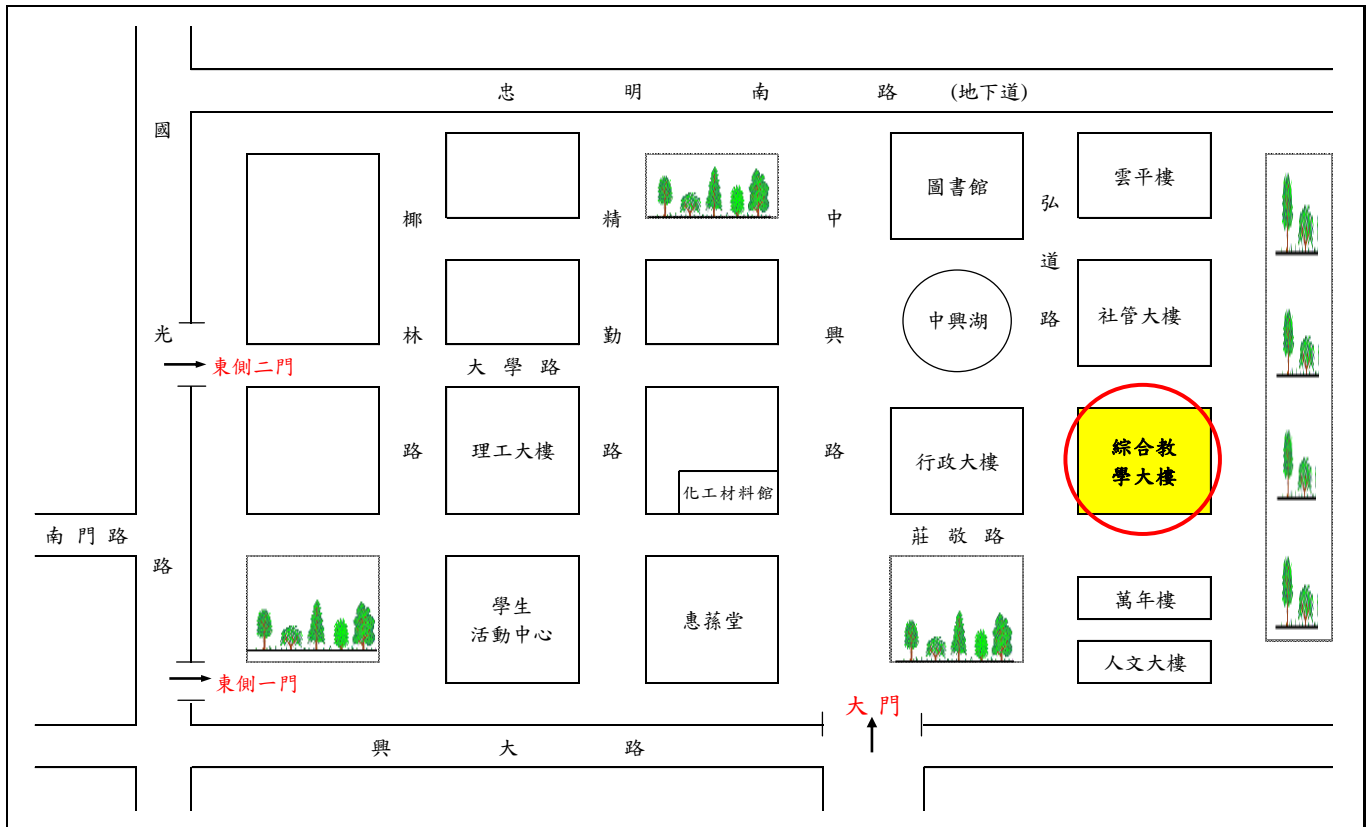 忠明南路 (地下道)
國光路
椰林路
精勤路
中興路
弘道路
圖書館
雲平樓
中興湖
社管大樓
東側二門
大學路
理工大樓
化工材料館
行政大樓
綜合教
學大樓
南門路
莊敬路
學生
活動中心
惠蓀堂
萬年樓
人文大樓
東側一門
大門
興大路